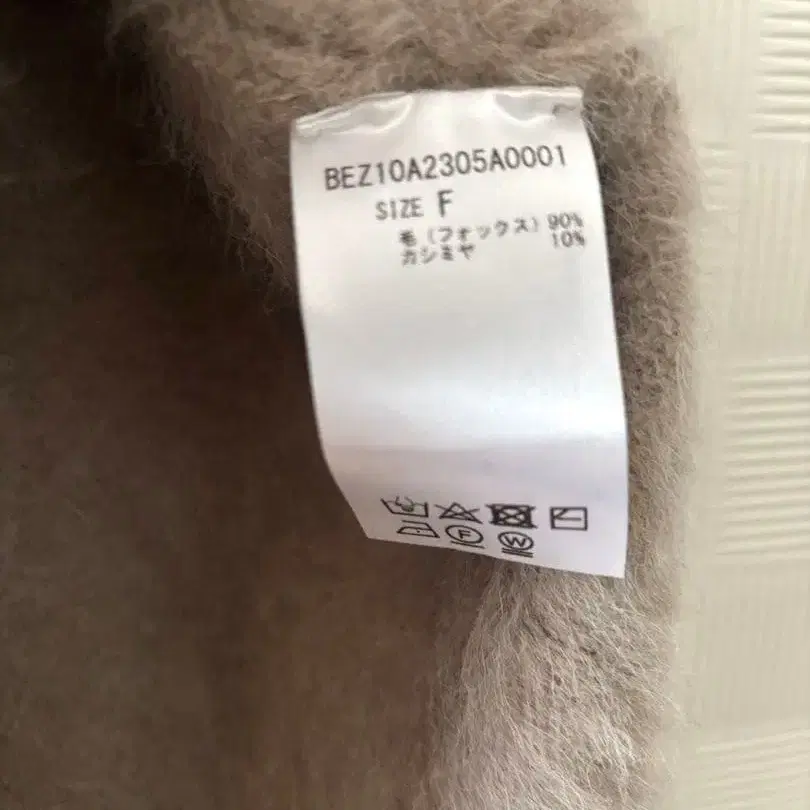 BEZ10A2305A0001
SIZE F
毛(フォックス) 90%
カシミヤ 10%
F
W